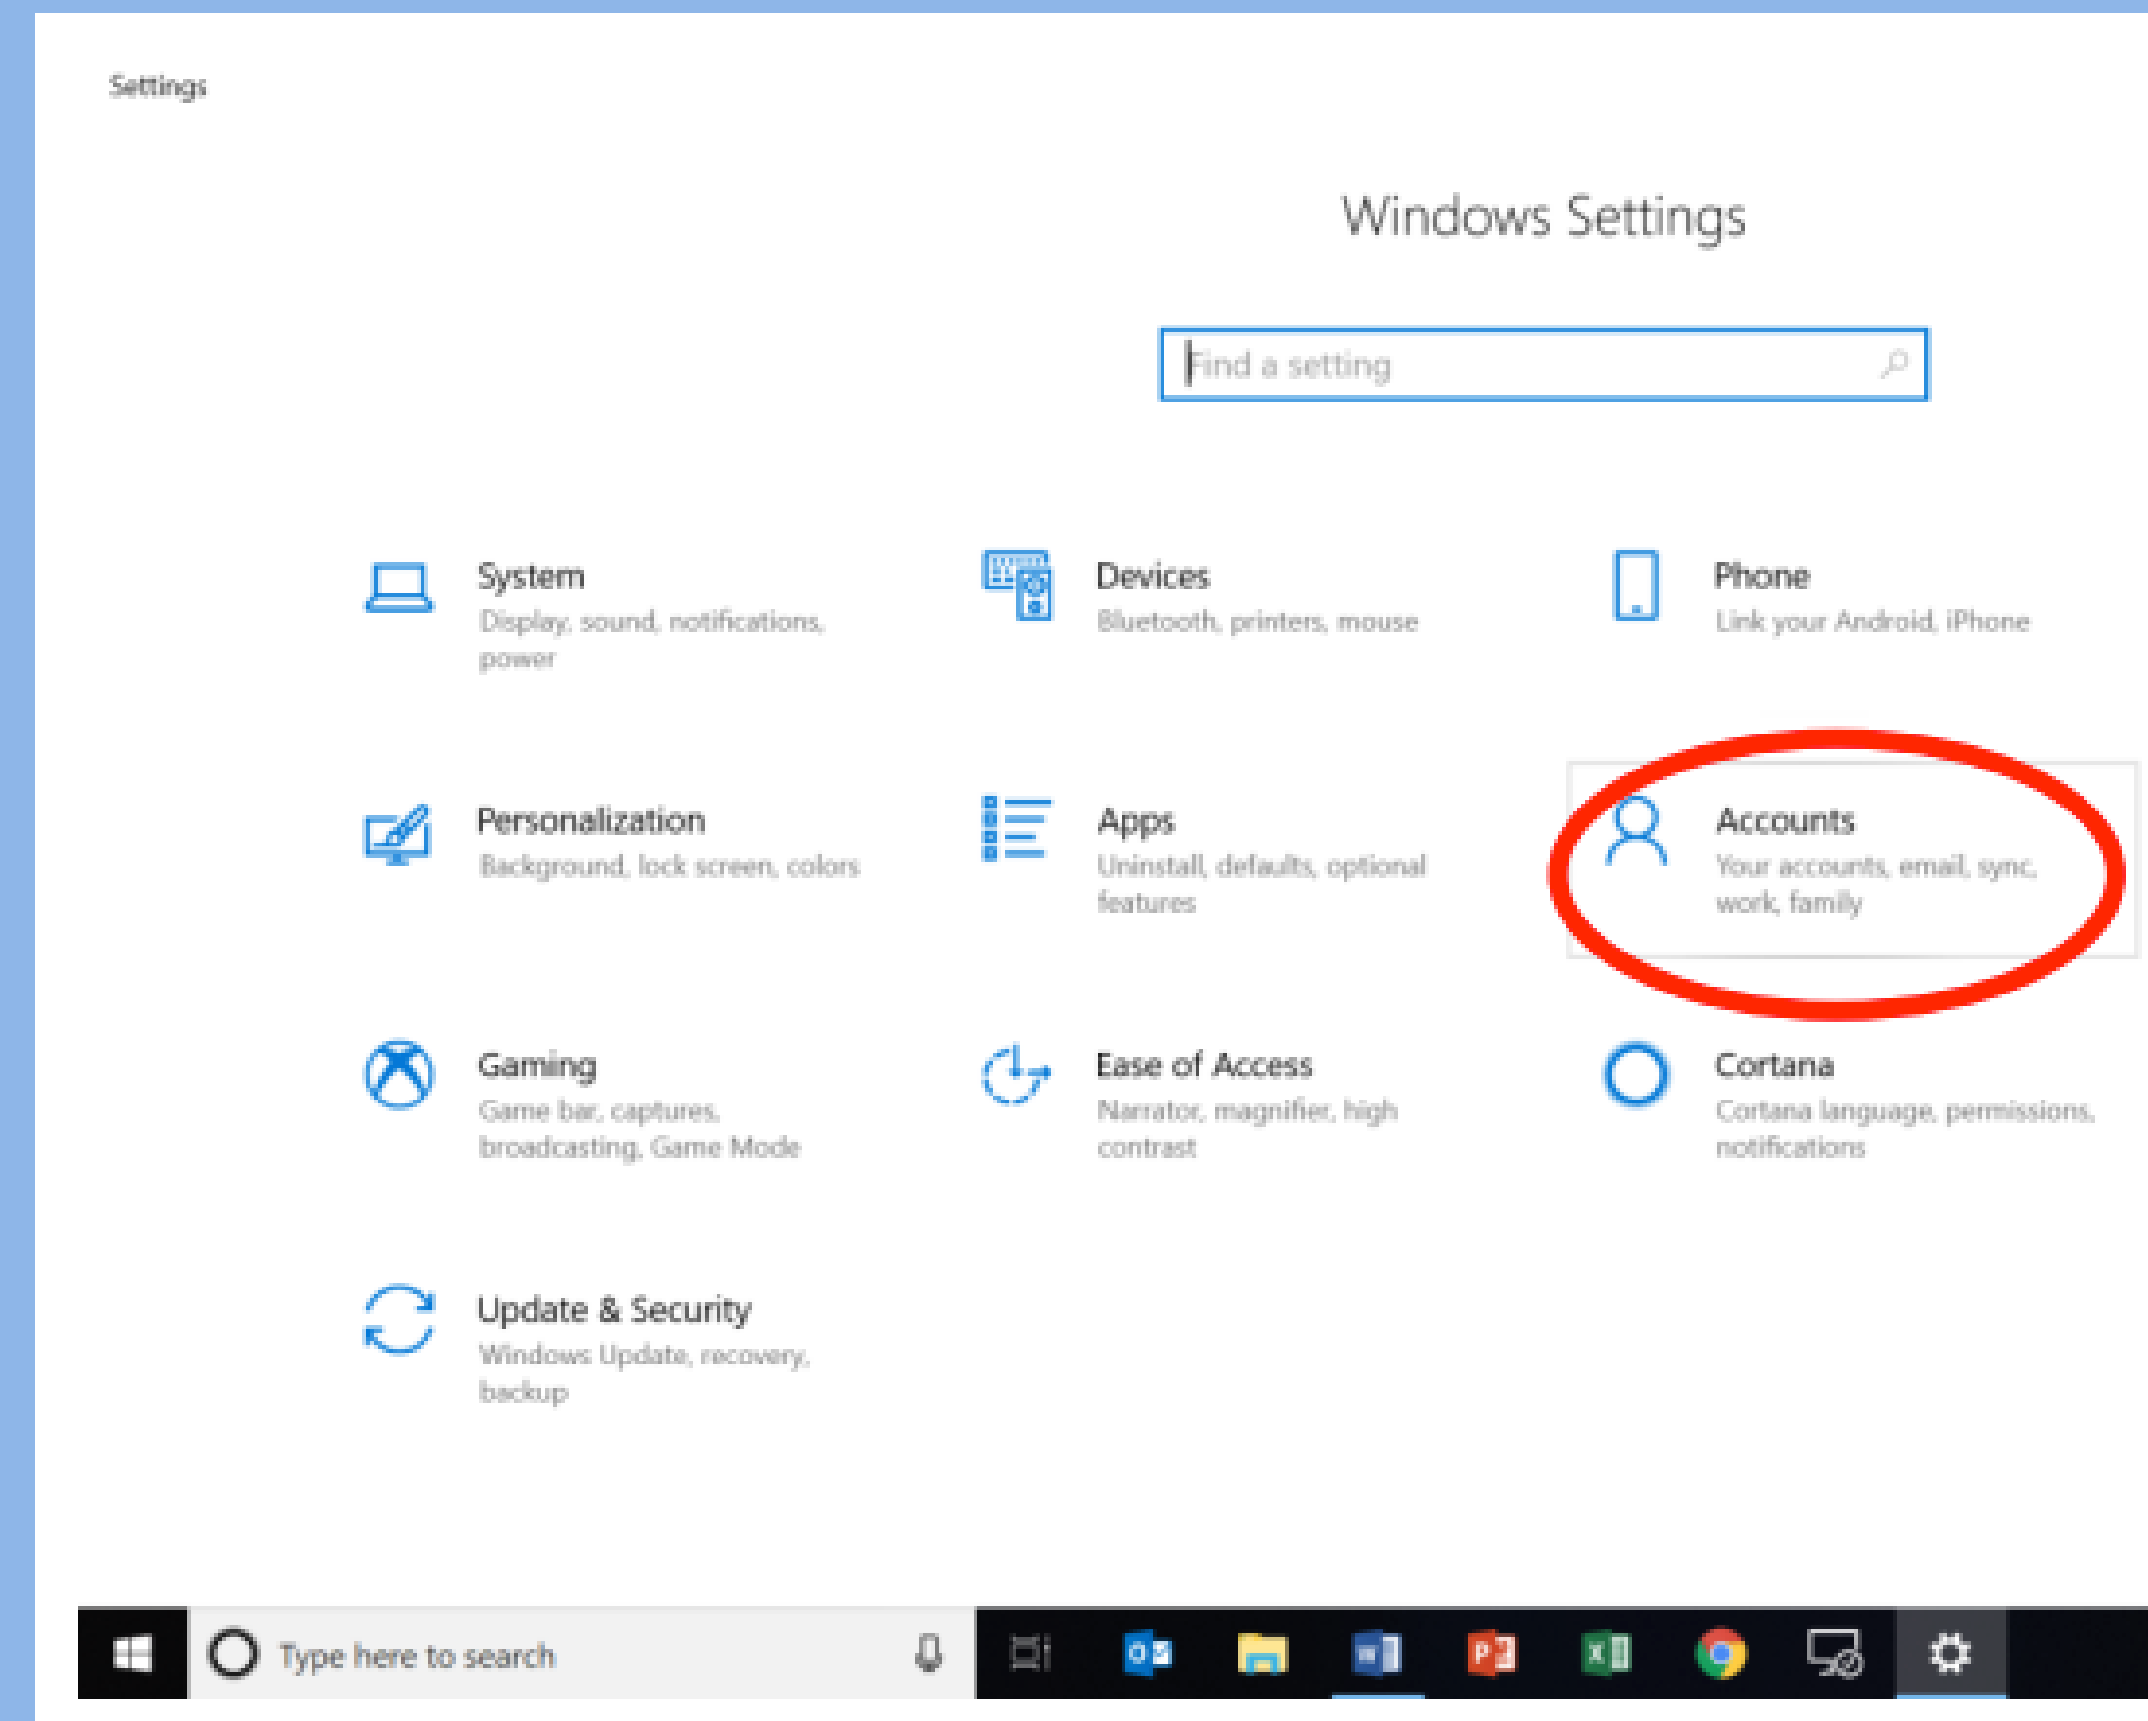 Settings
Windows Settings
Find a setting
System
Display, sound, notifications,
power
Devices
Bluetooth, printers, mouse
Phone
Link your Android, iPhone
Personalization
Background, lock screen, colors
Apps
Uninstall, defaults, optional
features
Accounts
Your accounts, email, sync,
work, family
Gaming
Game bar, captures,
broadcasting, Game Mode
Ease of Access
Narrator, magnifier, high
contrast
Cortana
Cortana language, permissions,
notifications
Update & Security
Windows Update, recovery,
backup
Type here to search